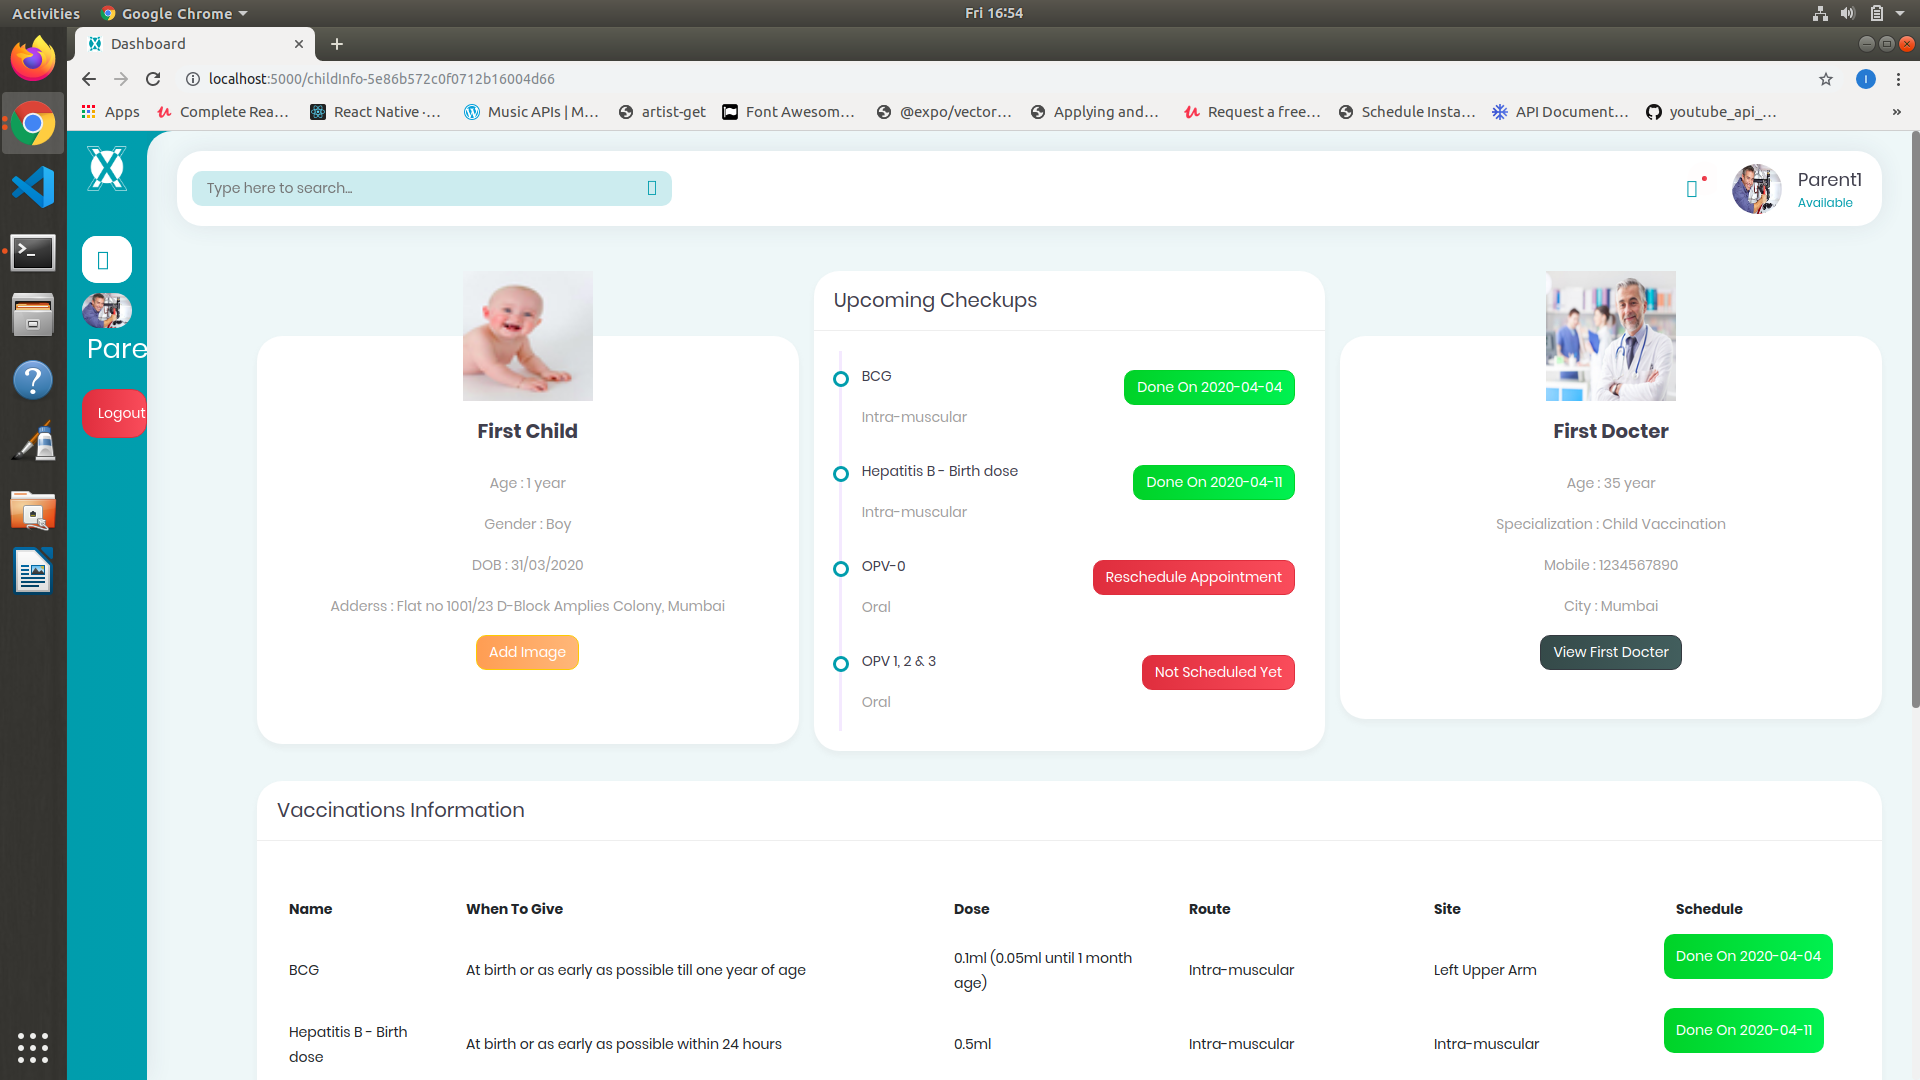 Activities
Google Chrome
Fri 16:54
Dashboard
localhost:5000/childInfo-5e86b572c0f0712b16004d66
I
Apps
Complete Rea...
React Native ·...
Music APIs | M...
artist-get
Font Awesom...
@expo/vector...
Applying and...
Request a free...
Schedule Insta...
API Document...
youtube_api_...
»
Type here to search...
Parent1
Available
Pare
Logout
First Child
Age : 1 year
Gender : Boy
DOB : 31/03/2020
Adderss : Flat no 1001/23 D-Block Amplies Colony, Mumbai
Add Image
Upcoming Checkups
BCG
Done On 2020-04-04
Intra-muscular
Hepatitis B - Birth dose
Done On 2020-04-11
Intra-muscular
OPV-0
Reschedule Appointment
Oral
OPV 1, 2 & 3
Not Scheduled Yet
Oral
First Docter
Age : 35 year
Specialization : Child Vaccination
Mobile : 1234567890
City : Mumbai
View First Docter
Vaccinations Information
Name When To Give Dose Route Site Schedule
BCG At birth or as early as possible till one year of age 0.1ml (0.05ml until 1 month age) Intra-muscular Left Upper Arm Done On 2020-04-04
Hepatitis B - Birth dose At birth or as early as possible within 24 hours 0.5ml Intra-muscular Intra-muscular Done On 2020-04-11